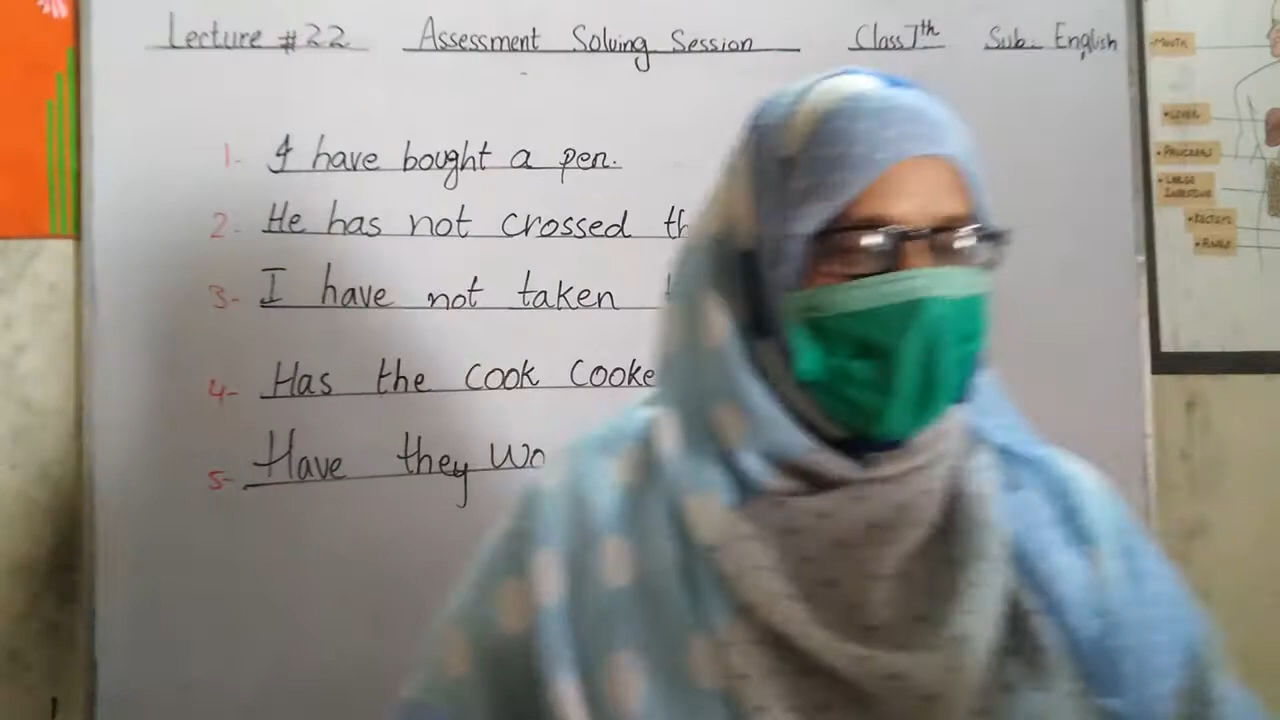 Lecture #22 Assessment Solving Session Class 7th Sub: English
1- I have bought a pen.
2- He has not crossed th
3- I have not taken
4- Has the cook cooke
5- Have they wo
MOUTH
LIVER
PANCREAS
LARGE
INTESTINE
RECTUM
ANUS